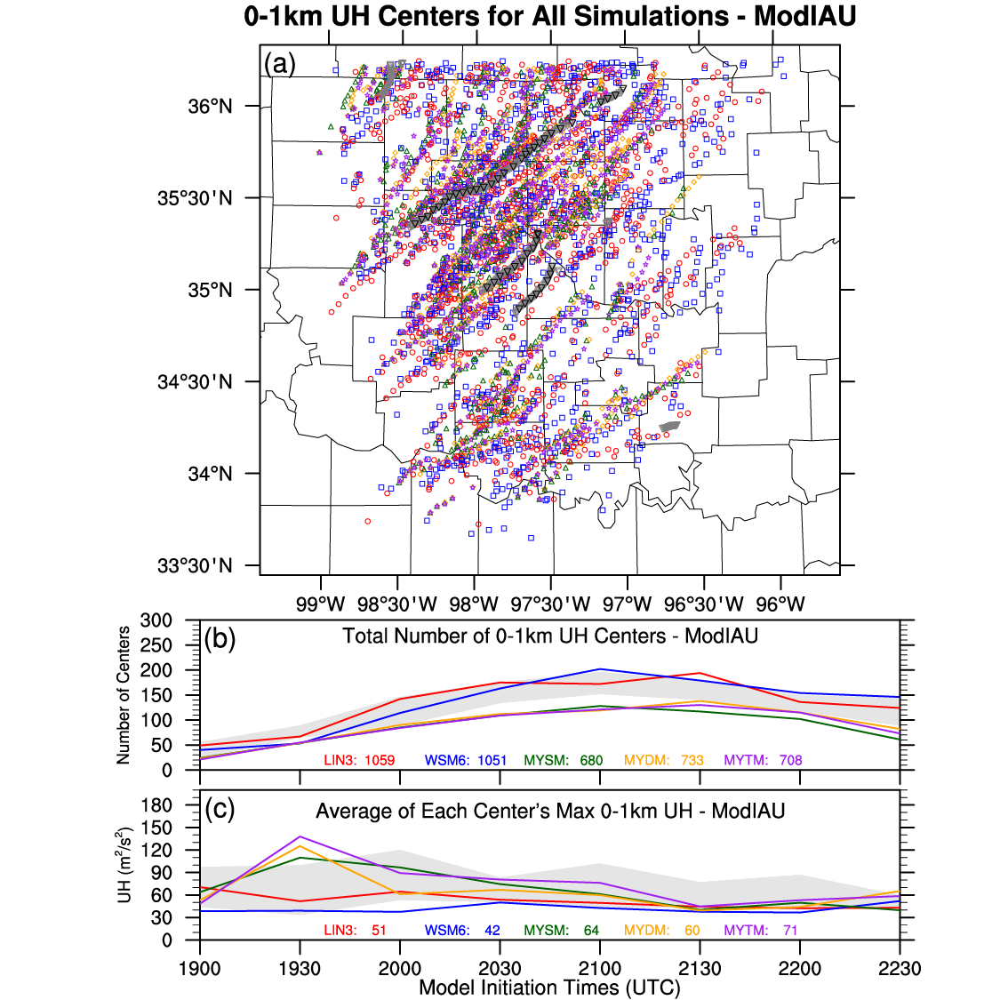 0-1km UH Centers for All Simulations - ModIAU
(a)
36°N
35°30'N
35°N
34°30'N
34°N
33°30'N
99°W 98°30'W 98°W 97°30'W 97°W 96°30'W 96°W
(b)
Total Number of 0-1km UH Centers - ModIAU
Number of Centers
300
250
200
150
100
50
0
LIN3: 1059 WSM6: 1051 MYSM: 680 MYDM: 733 MYTM: 708
(c)
Average of Each Center's Max 0-1km UH - ModIAU
UH (m²/s²)
180
150
120
90
60
30
0
LIN3: 51 WSM6: 42 MYSM: 64 MYDM: 60 MYTM: 71
1900 1930 2000 2030 2100 2130 2200 2230
Model Initiation Times (UTC)